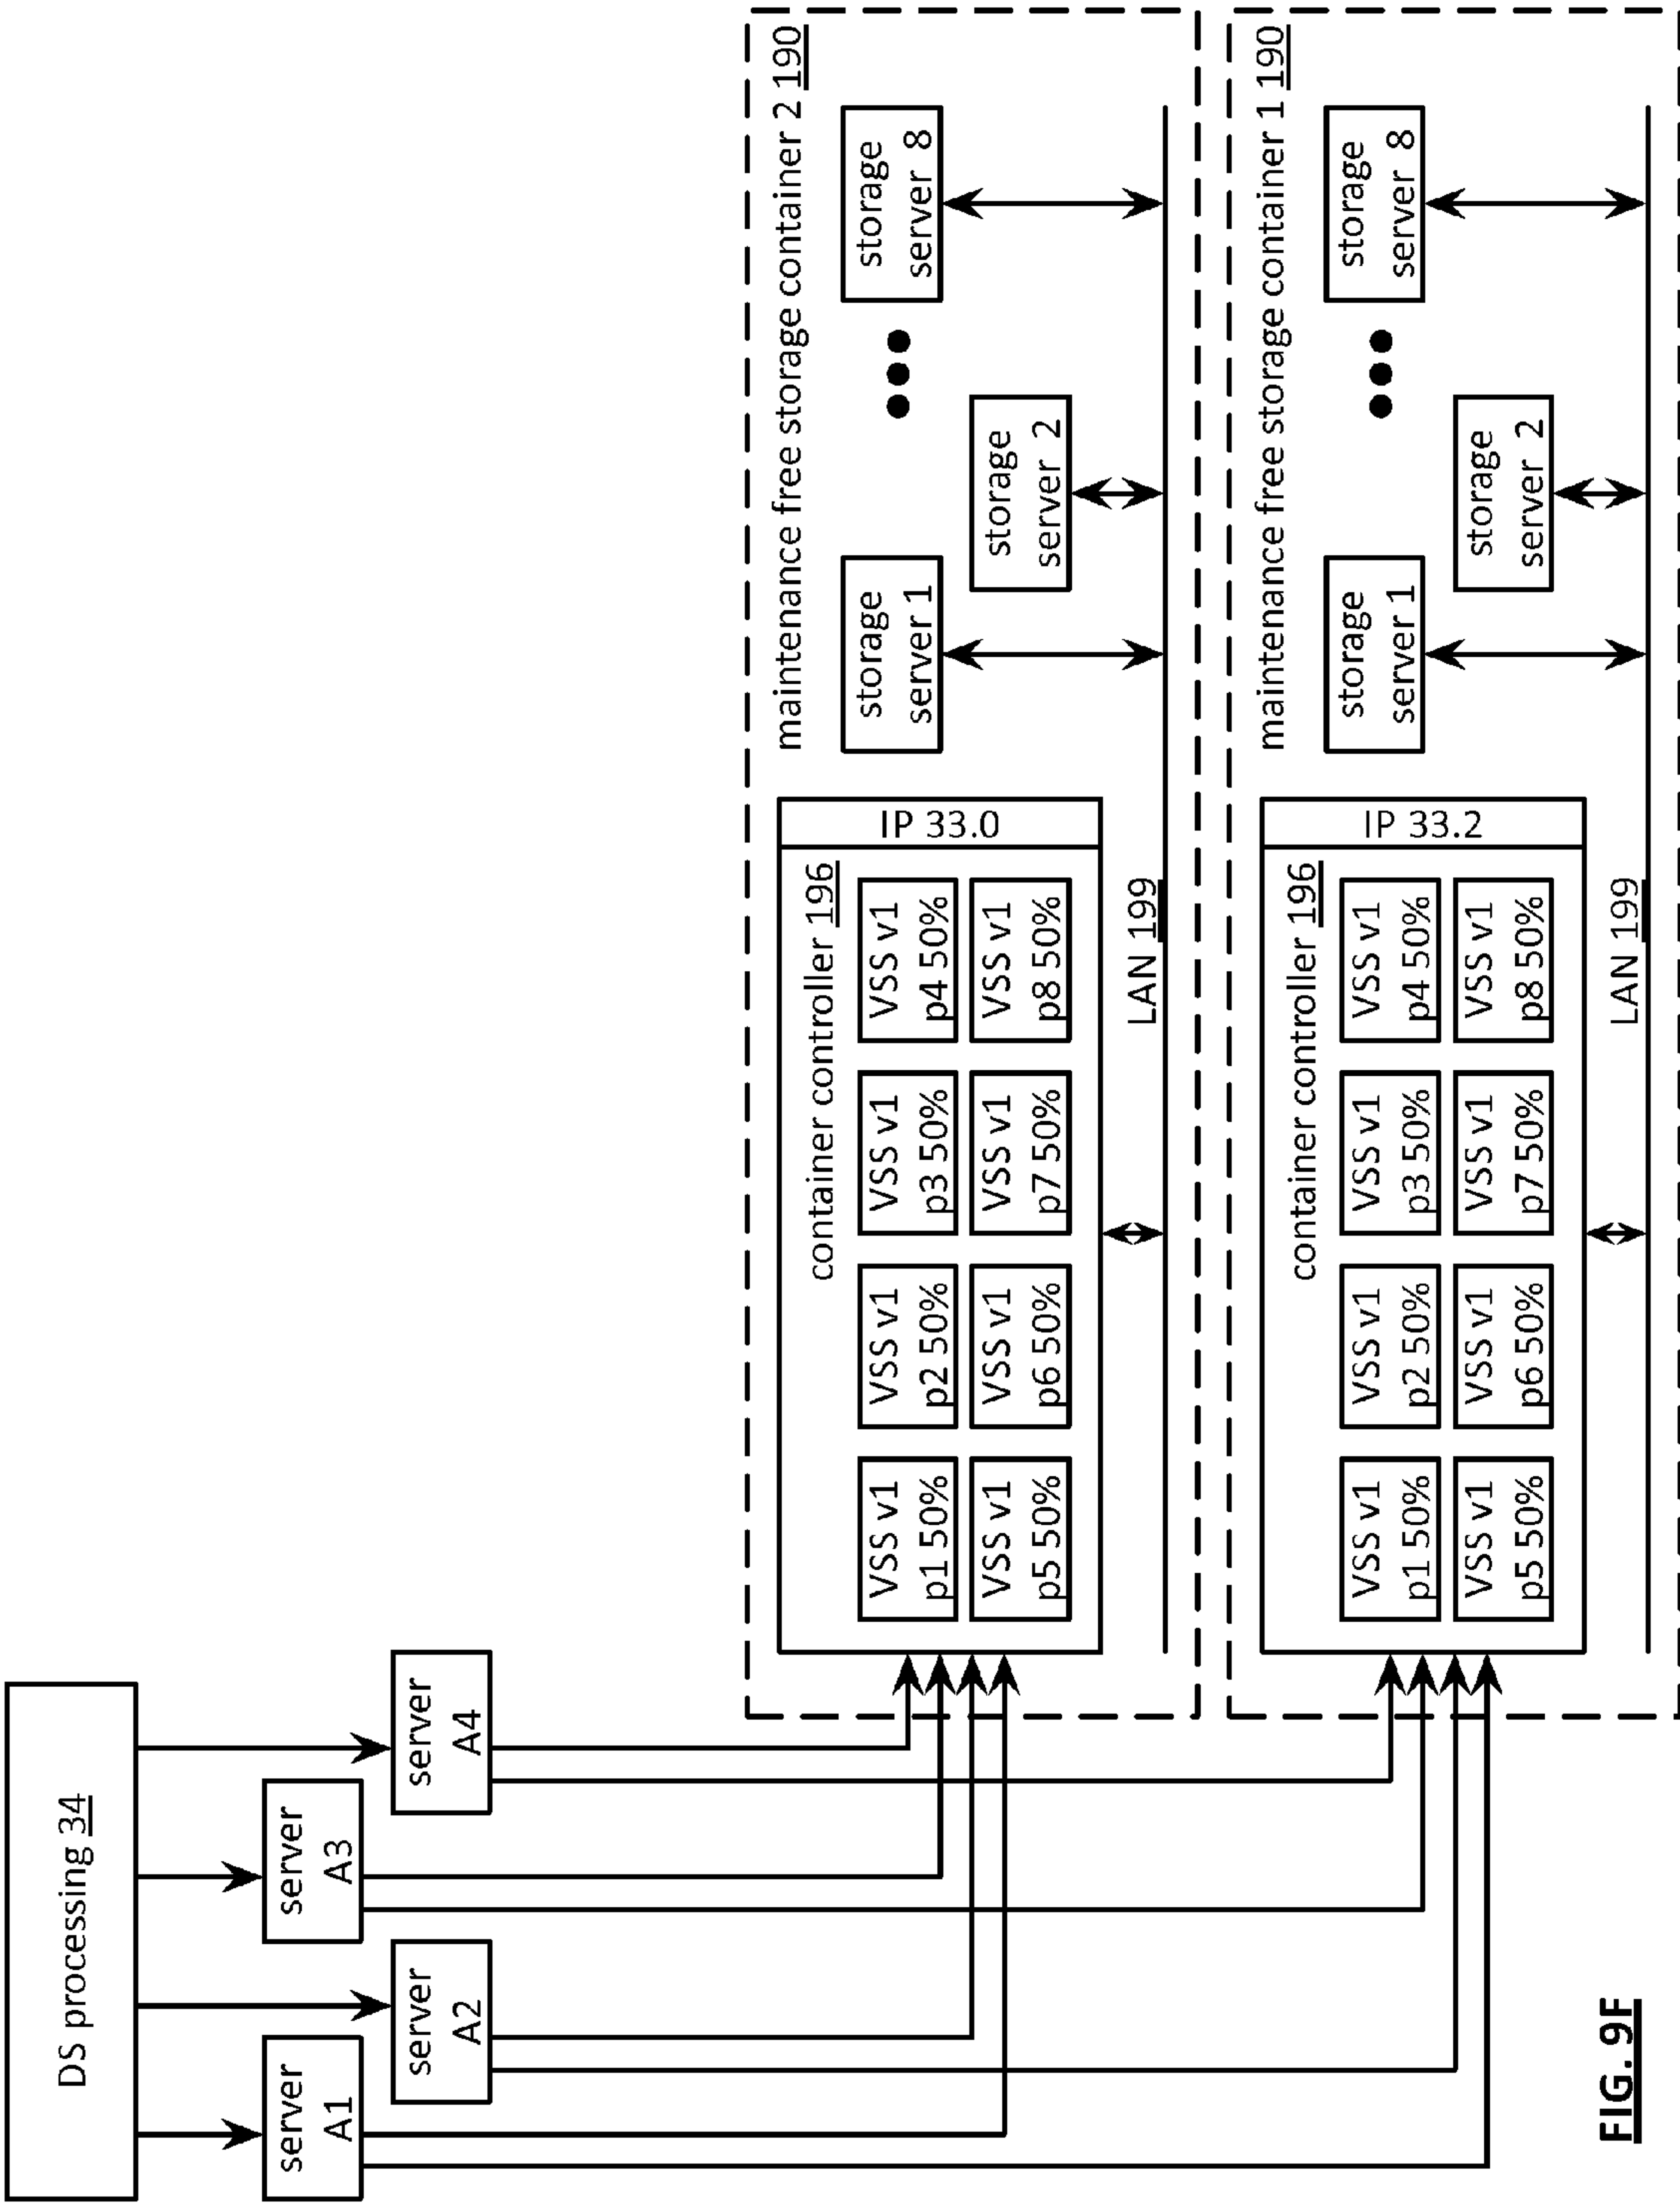 DS processing 34
server
A1
server
A2
server
A3
server
A4
maintenance free storage container 2 190
container controller 196
IP 33.0
VSS v1
p1 50%
VSS v1
p2 50%
VSS v1
p3 50%
VSS v1
p4 50%
VSS v1
p5 50%
VSS v1
p6 50%
VSS v1
p7 50%
VSS v1
p8 50%
storage
server 1
storage
server 2
storage
server 8
LAN 199
maintenance free storage container 1 190
container controller 196
IP 33.2
VSS v1
p1 50%
VSS v1
p2 50%
VSS v1
p3 50%
VSS v1
p4 50%
VSS v1
p5 50%
VSS v1
p6 50%
VSS v1
p7 50%
VSS v1
p8 50%
storage
server 1
storage
server 2
storage
server 8
LAN 199
FIG. 9F